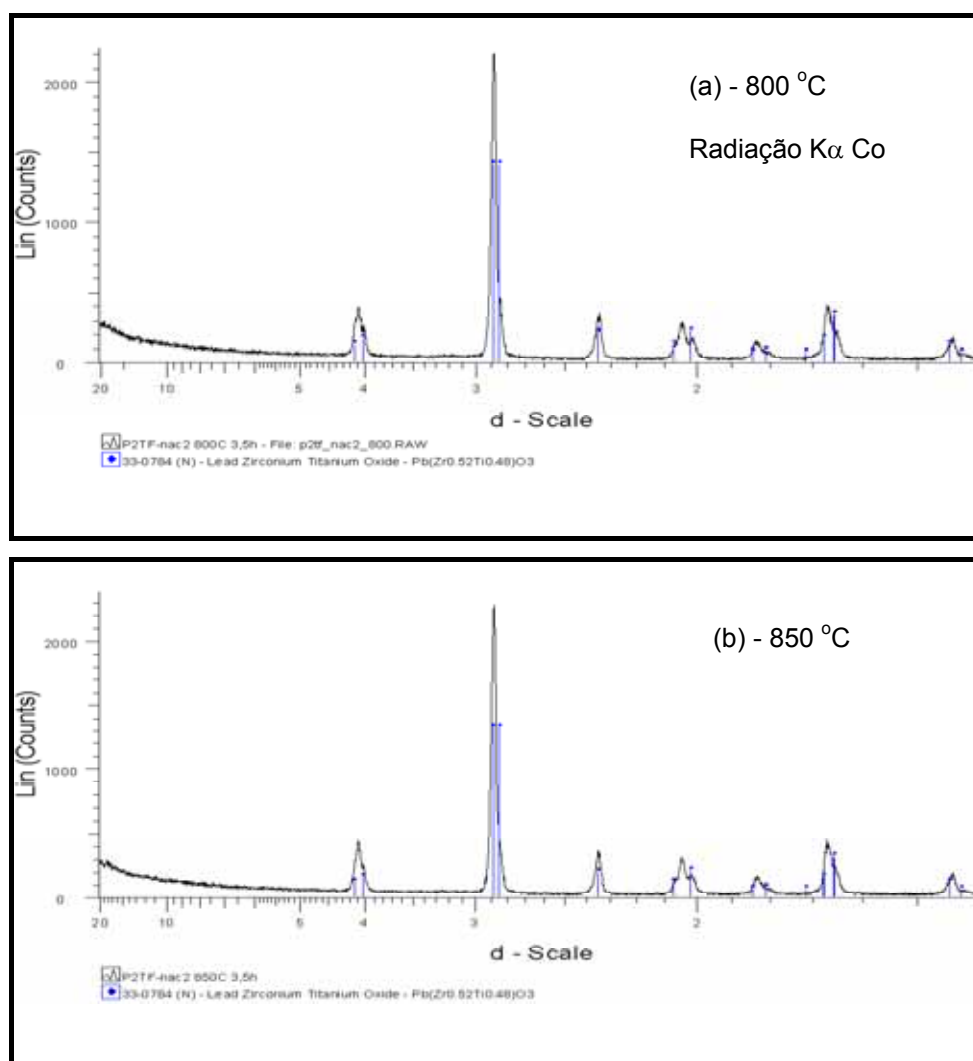 2000
1000
0
Lin (Counts)
(a) - 800 °C
Radiação Kα Co
20 10 5 4 3 2
d - Scale
P2TF-nac2 800C 3,5h - File: p2tf_nac2_800.RAW
33-0784 (N) - Lead Zirconium Titanium Oxide - Pb(Zr0.52Ti0.48)O3
2000
1000
0
Lin (Counts)
(b) - 850 °C
20 10 5 4 3 2
d - Scale
P2TF-nac2 850C 3,5h
33-0784 (N) - Lead Zirconium Titanium Oxide - Pb(Zr0.52Ti0.48)O3